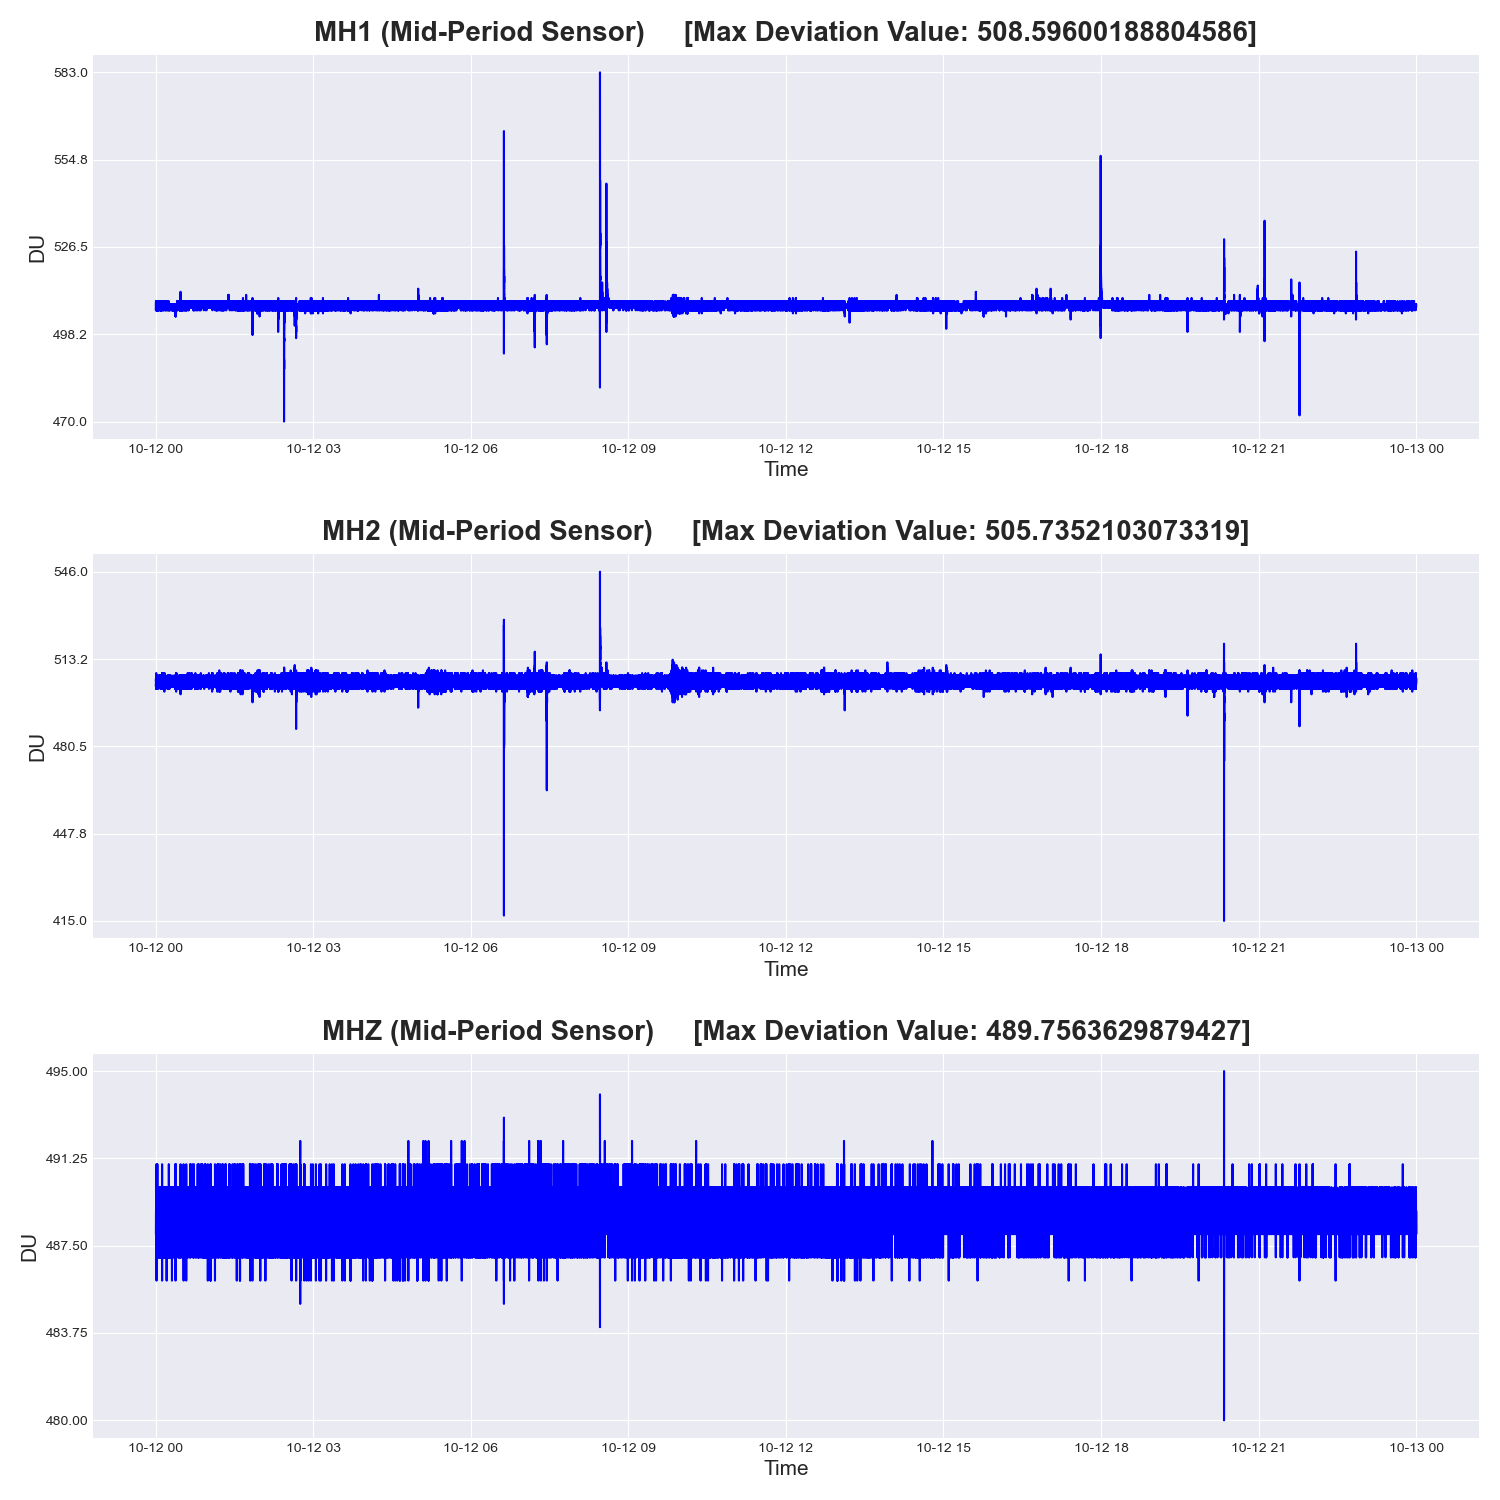 MH1 (Mid-Period Sensor) [Max Deviation Value: 508.59600188804586]
583.0
554.8
526.5
498.2
470.0
DU
10-12 00 10-12 03 10-12 06 10-12 09 10-12 12 10-12 15 10-12 18 10-12 21 10-13 00
Time
MH2 (Mid-Period Sensor) [Max Deviation Value: 505.7352103073319]
546.0
513.2
480.5
447.8
415.0
DU
10-12 00 10-12 03 10-12 06 10-12 09 10-12 12 10-12 15 10-12 18 10-12 21 10-13 00
Time
MHZ (Mid-Period Sensor) [Max Deviation Value: 489.7563629879427]
495.00
491.25
487.50
483.75
480.00
DU
10-12 00 10-12 03 10-12 06 10-12 09 10-12 12 10-12 15 10-12 18 10-12 21 10-13 00
Time